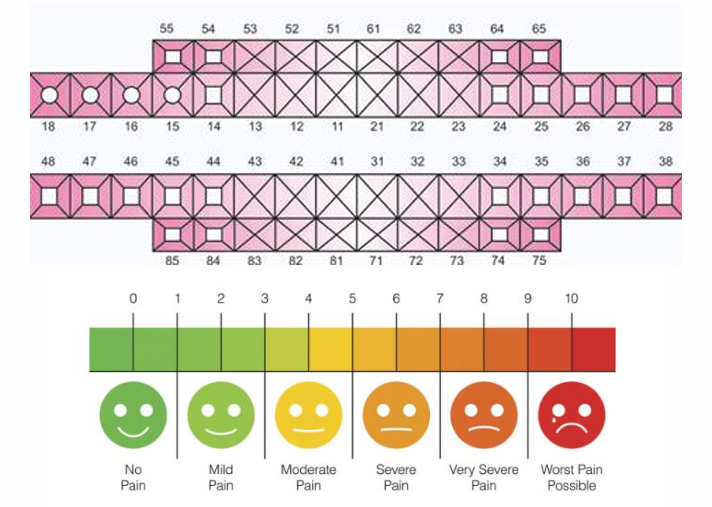 55 54 53 52 51 61 62 63 64 65
18 17 16 15 14 13 12 11 21 22 23 24 25 26 27 28
48 47 46 45 44 43 42 41 31 32 33 34 35 36 37 38
85 84 83 82 81 71 72 73 74 75
0 1 2 3 4 5 6 7 8 9 10
No Mild Moderate Severe Very Severe Worst Pain
Pain Pain Pain Pain Pain Possible